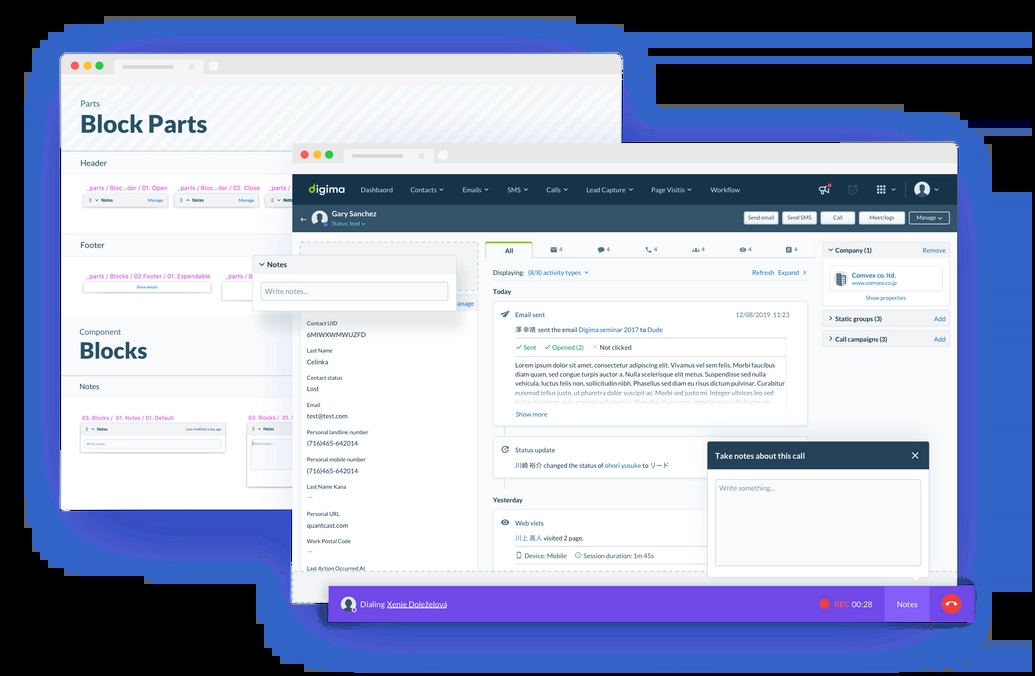 Parts
Block Parts
Header
_parts / Bloc...der / 01. Open
_parts / Bloc...der / 02. Close
_parts / B
Notes
Manage
Notes
Manage
Not
Footer
_parts / Blocks / 02 Footer / 01. Expendable
_parts / B
Show details
Component
Blocks
Notes
03. Blocks / 01. Notes / 01. Default
03. Blocks / 01.
Notes
Last modified a day ago
Write notes...
Notes
Write notes...
digima
Dashbaord
Contacts
Emails
SMS
Calls
Lead Capture
Page Visitis
Workflow
Gary Sanchez
Status: lead
Send email
Send SMS
Call
Meet/logs
Manage
Notes
Write notes...
anage
Contact UID
6MIWXWMWUZFD
Last Name
Celinka
Contact status
Lost
Email
test@test.com
Personal landline number
(716)465-642014
Personal mobile number
(716)465-642014
Last Name Kana
—
Personal URL
quantcast.com
Work Postal Code
—
Last Action Occurred At
All
4
4
4
4
4
4
Displaying: (8/8) activity types
Refresh
Expand
Today
Email sent
12/08/2019 11:23
澤 幸晴 sent the email Digima seminar 2017 to Dude
Sent
Opened (2)
Not clicked
Lorem ipsum dolor sit amet, consectetur adipiscing elit. Vivamus vel sem felis. Morbi faucibus
diam quam, sed congue turpis auctor a. Nulla scelerisque elit metus. Suspendisse sed nulla
vehicula, luctus felis non, sollicitudin nibh. Phasellus sed diam eu risus dictum pulvinar. Curabitur
euismod tellus justo, ut pharetra dolor suscipit ac. Morbi sed justo mi. Integer ultrices leo sed
Show more
Status update
川崎 裕介 changed the status of ohori yusuke to リード
Yesterday
Web vists
川上 真人 visited 2 page.
Device: Mobile
Session duration: 1m 45s
Company (1)
Remove
Comvex co. ltd.
www.comvex.co.jp
Show properties
Static groups (3)
Add
Call campaigns (3)
Add
Take notes about this call
Write something...
Dialing Xenie Doleželová
REC 00:28
Notes